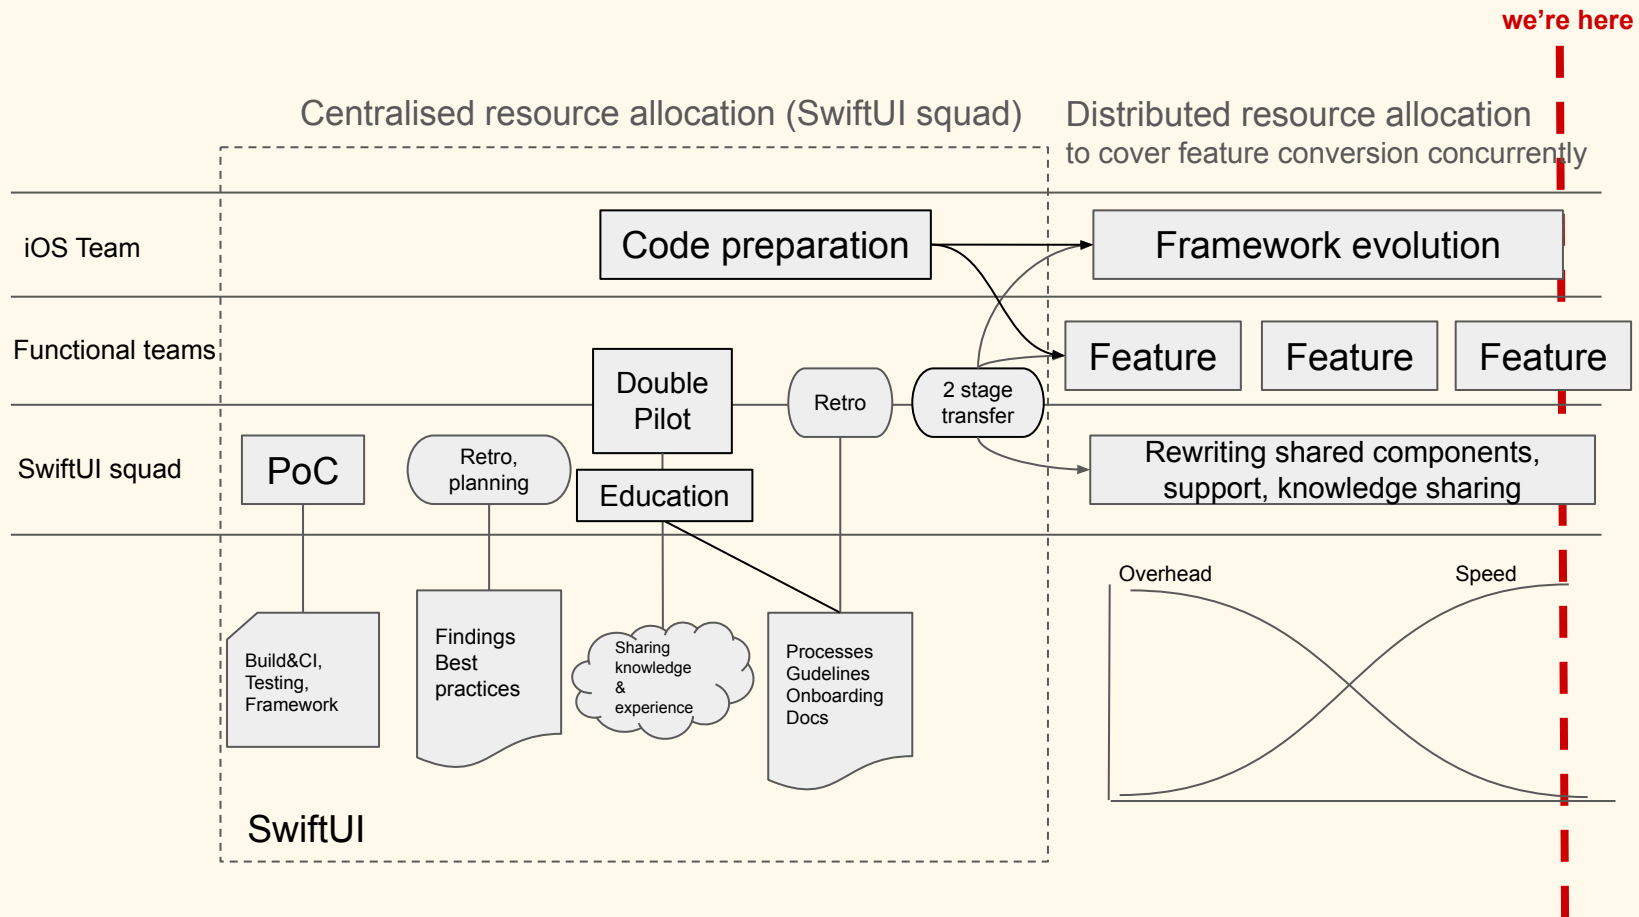 we’re here
Centralised resource allocation (SwiftUI squad)
Distributed resource allocation
to cover feature conversion concurrently
iOS Team
Code preparation
Framework evolution
Functional teams
Feature
Feature
Feature
Double
Pilot
Retro
2 stage
transfer
SwiftUI squad
PoC
Retro,
planning
Education
Rewriting shared components,
support, knowledge sharing
Build&CI,
Testing,
Framework
Findings
Best
practices
Sharing
knowledge
&
experience
Processes
Gudelines
Onboarding
Docs
Overhead
Speed
SwiftUI